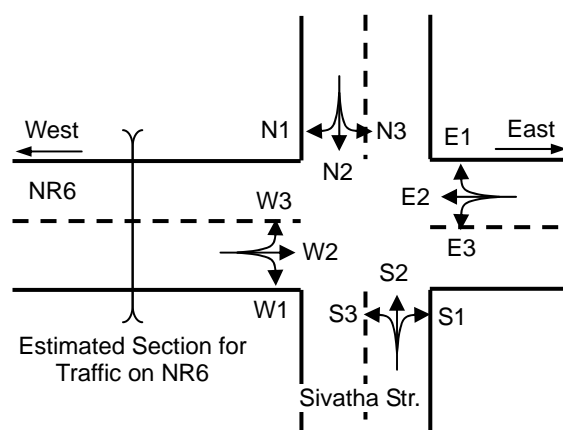 N1
N3
E1
West
East
N2
NR6
W3
E2
W2
E3
S2
W1
S3
S1
Estimated Section for
Traffic on NR6
Sivatha Str.